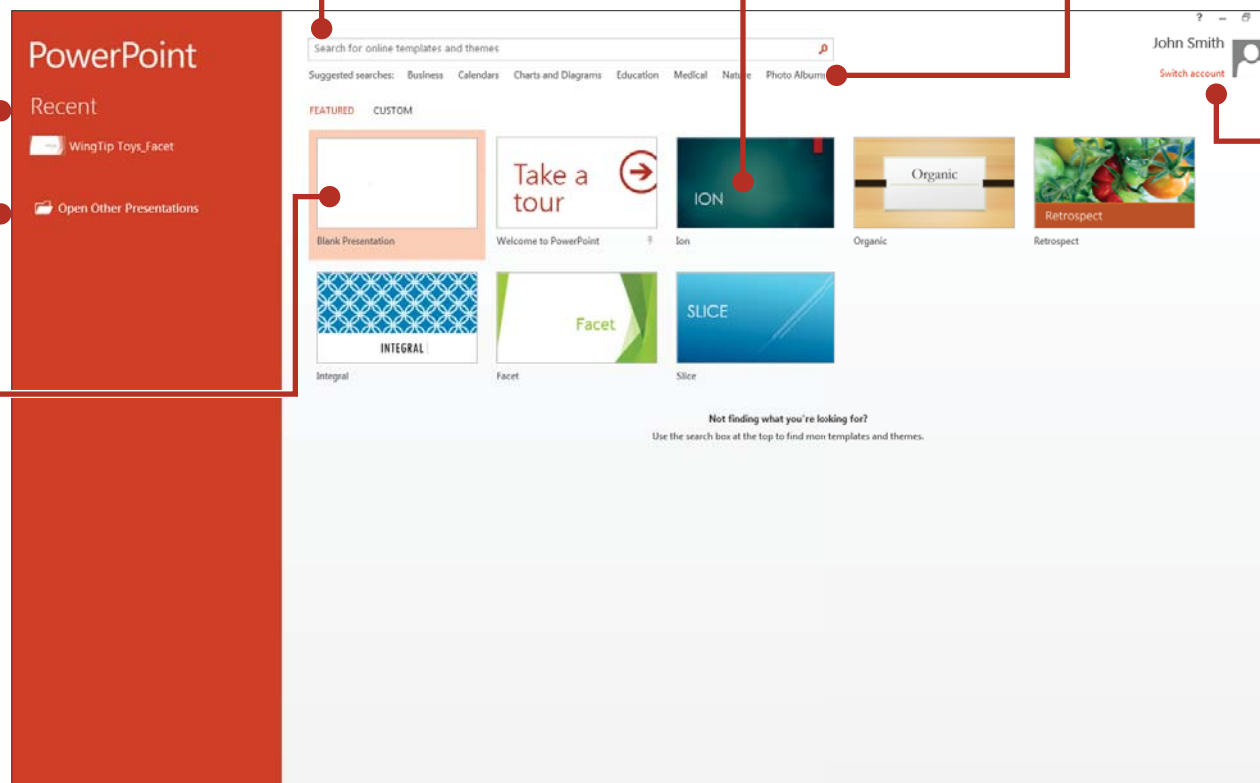 PowerPoint
Recent
WingTip Toys_Facet
Open Other Presentations
?
John Smith
Switch account
Search for online templates and themes
Suggested searches: Business Calendars Charts and Diagrams Education Medical Nature Photo Albums
FEATURED CUSTOM
Take a
tour
ION
Organic
Retrospect
Blank Presentation Welcome to PowerPoint Ion Organic Retrospect
INTEGRAL
Facet
SLICE
Integral Facet Slice
Not finding what you're looking for?
Use the search box at the top to find more templates and themes.